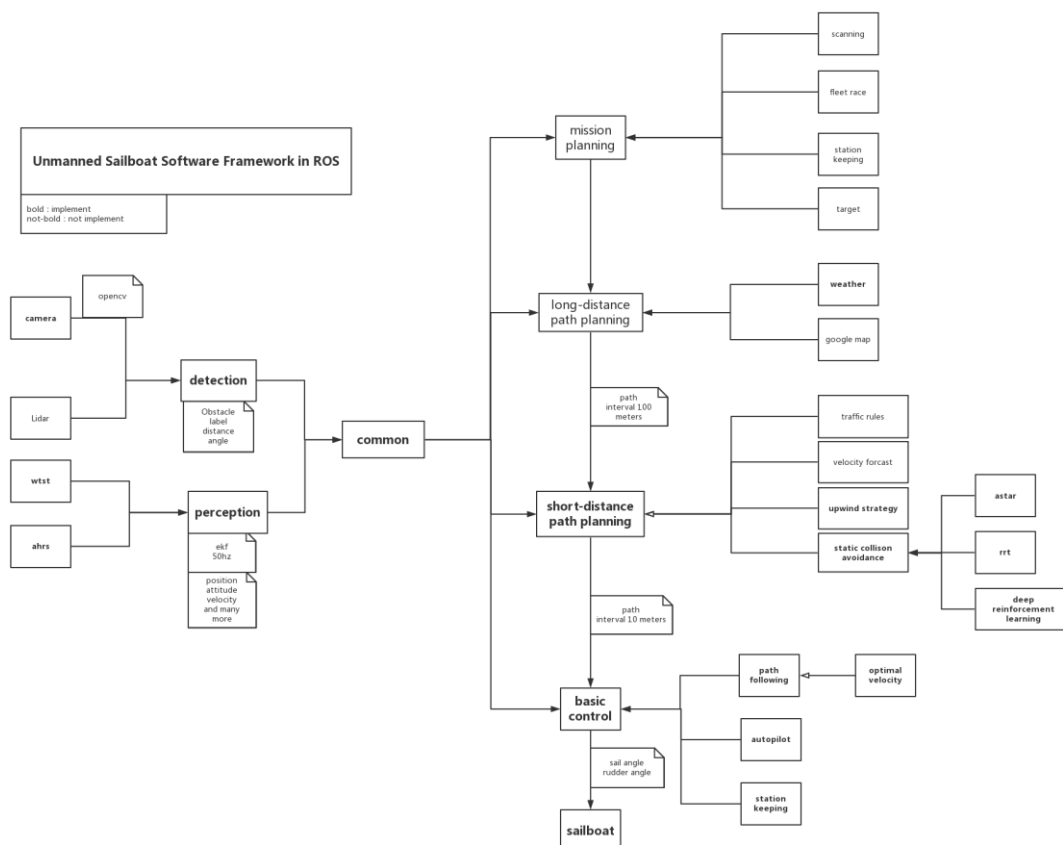 Unmanned Sailboat Software Framework in ROS
bold : implement
not-bold : not implement
camera
opencv
Lidar
detection
Obstacle
label
distance
angle
wtst
ahrs
perception
ekf
50hz
position
attitude
velocity
and many
more
common
mission
planning
scanning
fleet race
station
keeping
target
long-distance
path planning
weather
google map
path
interval 100
meters
short-distance
path planning
traffic rules
velocity forcast
upwind strategy
static collison
avoidance
astar
rrt
deep
reinforcement
learning
path
interval 10 meters
basic
control
path
following
optimal
velocity
autopilot
station
keeping
sail angle
rudder angle
sailboat